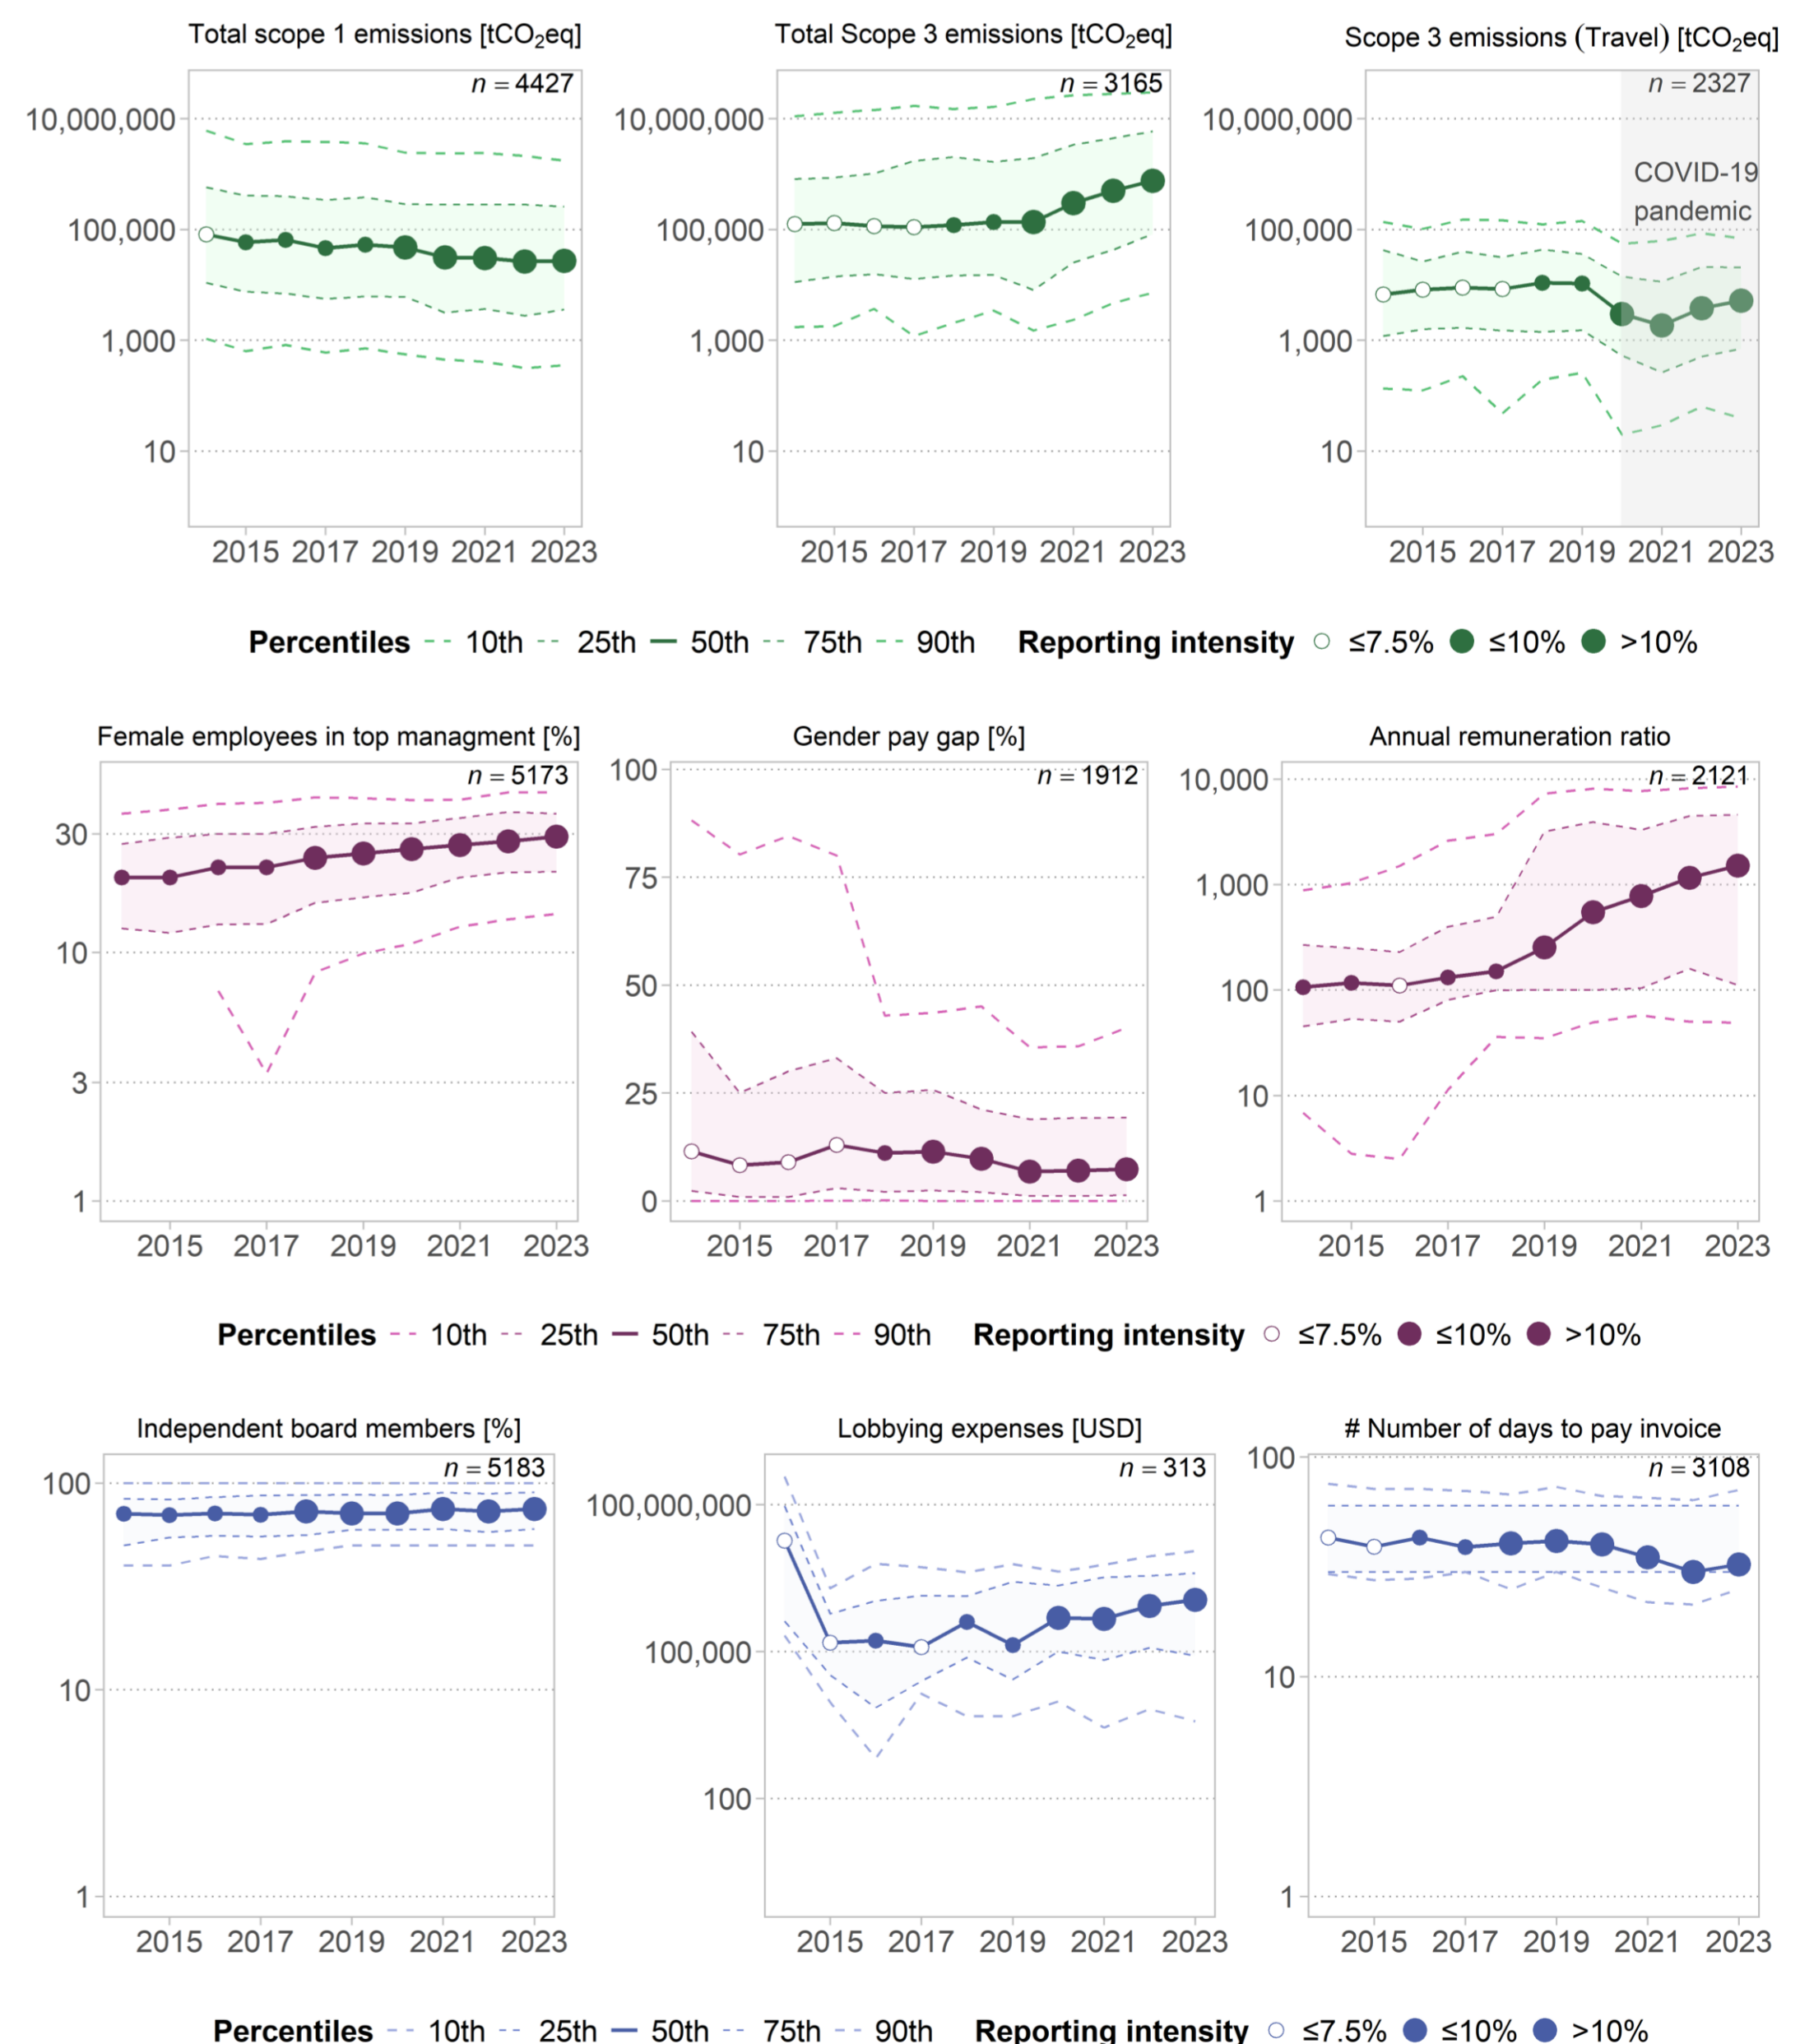 Total scope 1 emissions [tCO₂eq] Total Scope 3 emissions [tCO₂eq] Scope 3 emissions (Travel) [tCO₂eq]
n = 4427 n = 3165 n = 2327
10,000,000 10,000,000 10,000,000
COVID-19
pandemic
100,000 100,000 100,000
1,000 1,000 1,000
10 10 10
2015 2017 2019 2021 2023 2015 2017 2019 2021 2023 2015 2017 2019 2021 2023
Percentiles 10th 25th 50th 75th 90th Reporting intensity ≤7.5% ≤10% >10%
Female employees in top managment [%] Gender pay gap [%] Annual remuneration ratio
n = 5173 n = 1912 n = 2121
30
10
3
1
100
75
50
25
0
10,000
1,000
100
10
1
2015 2017 2019 2021 2023 2015 2017 2019 2021 2023 2015 2017 2019 2021 2023
Percentiles 10th 25th 50th 75th 90th Reporting intensity ≤7.5% ≤10% >10%
Independent board members [%] Lobbying expenses [USD] # Number of days to pay invoice
n = 5183 n = 313 n = 3108
100
10
1
100,000,000
100,000
100
100
10
1
2015 2017 2019 2021 2023 2015 2017 2019 2021 2023 2015 2017 2019 2021 2023
Percentiles 10th 25th 50th 75th 90th Reporting intensity ≤7.5% ≤10% >10%